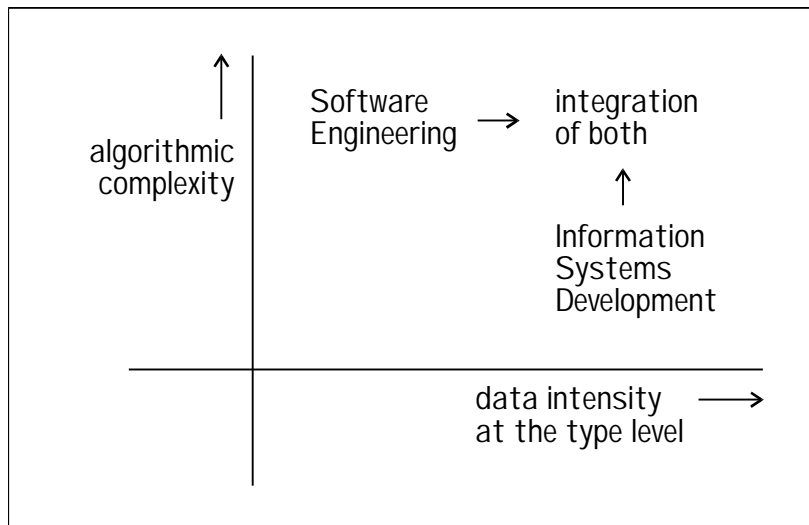 Software
Engineering
integration
of both
algorithmic
complexity
Information
Systems
Development
data intensity
at the type level